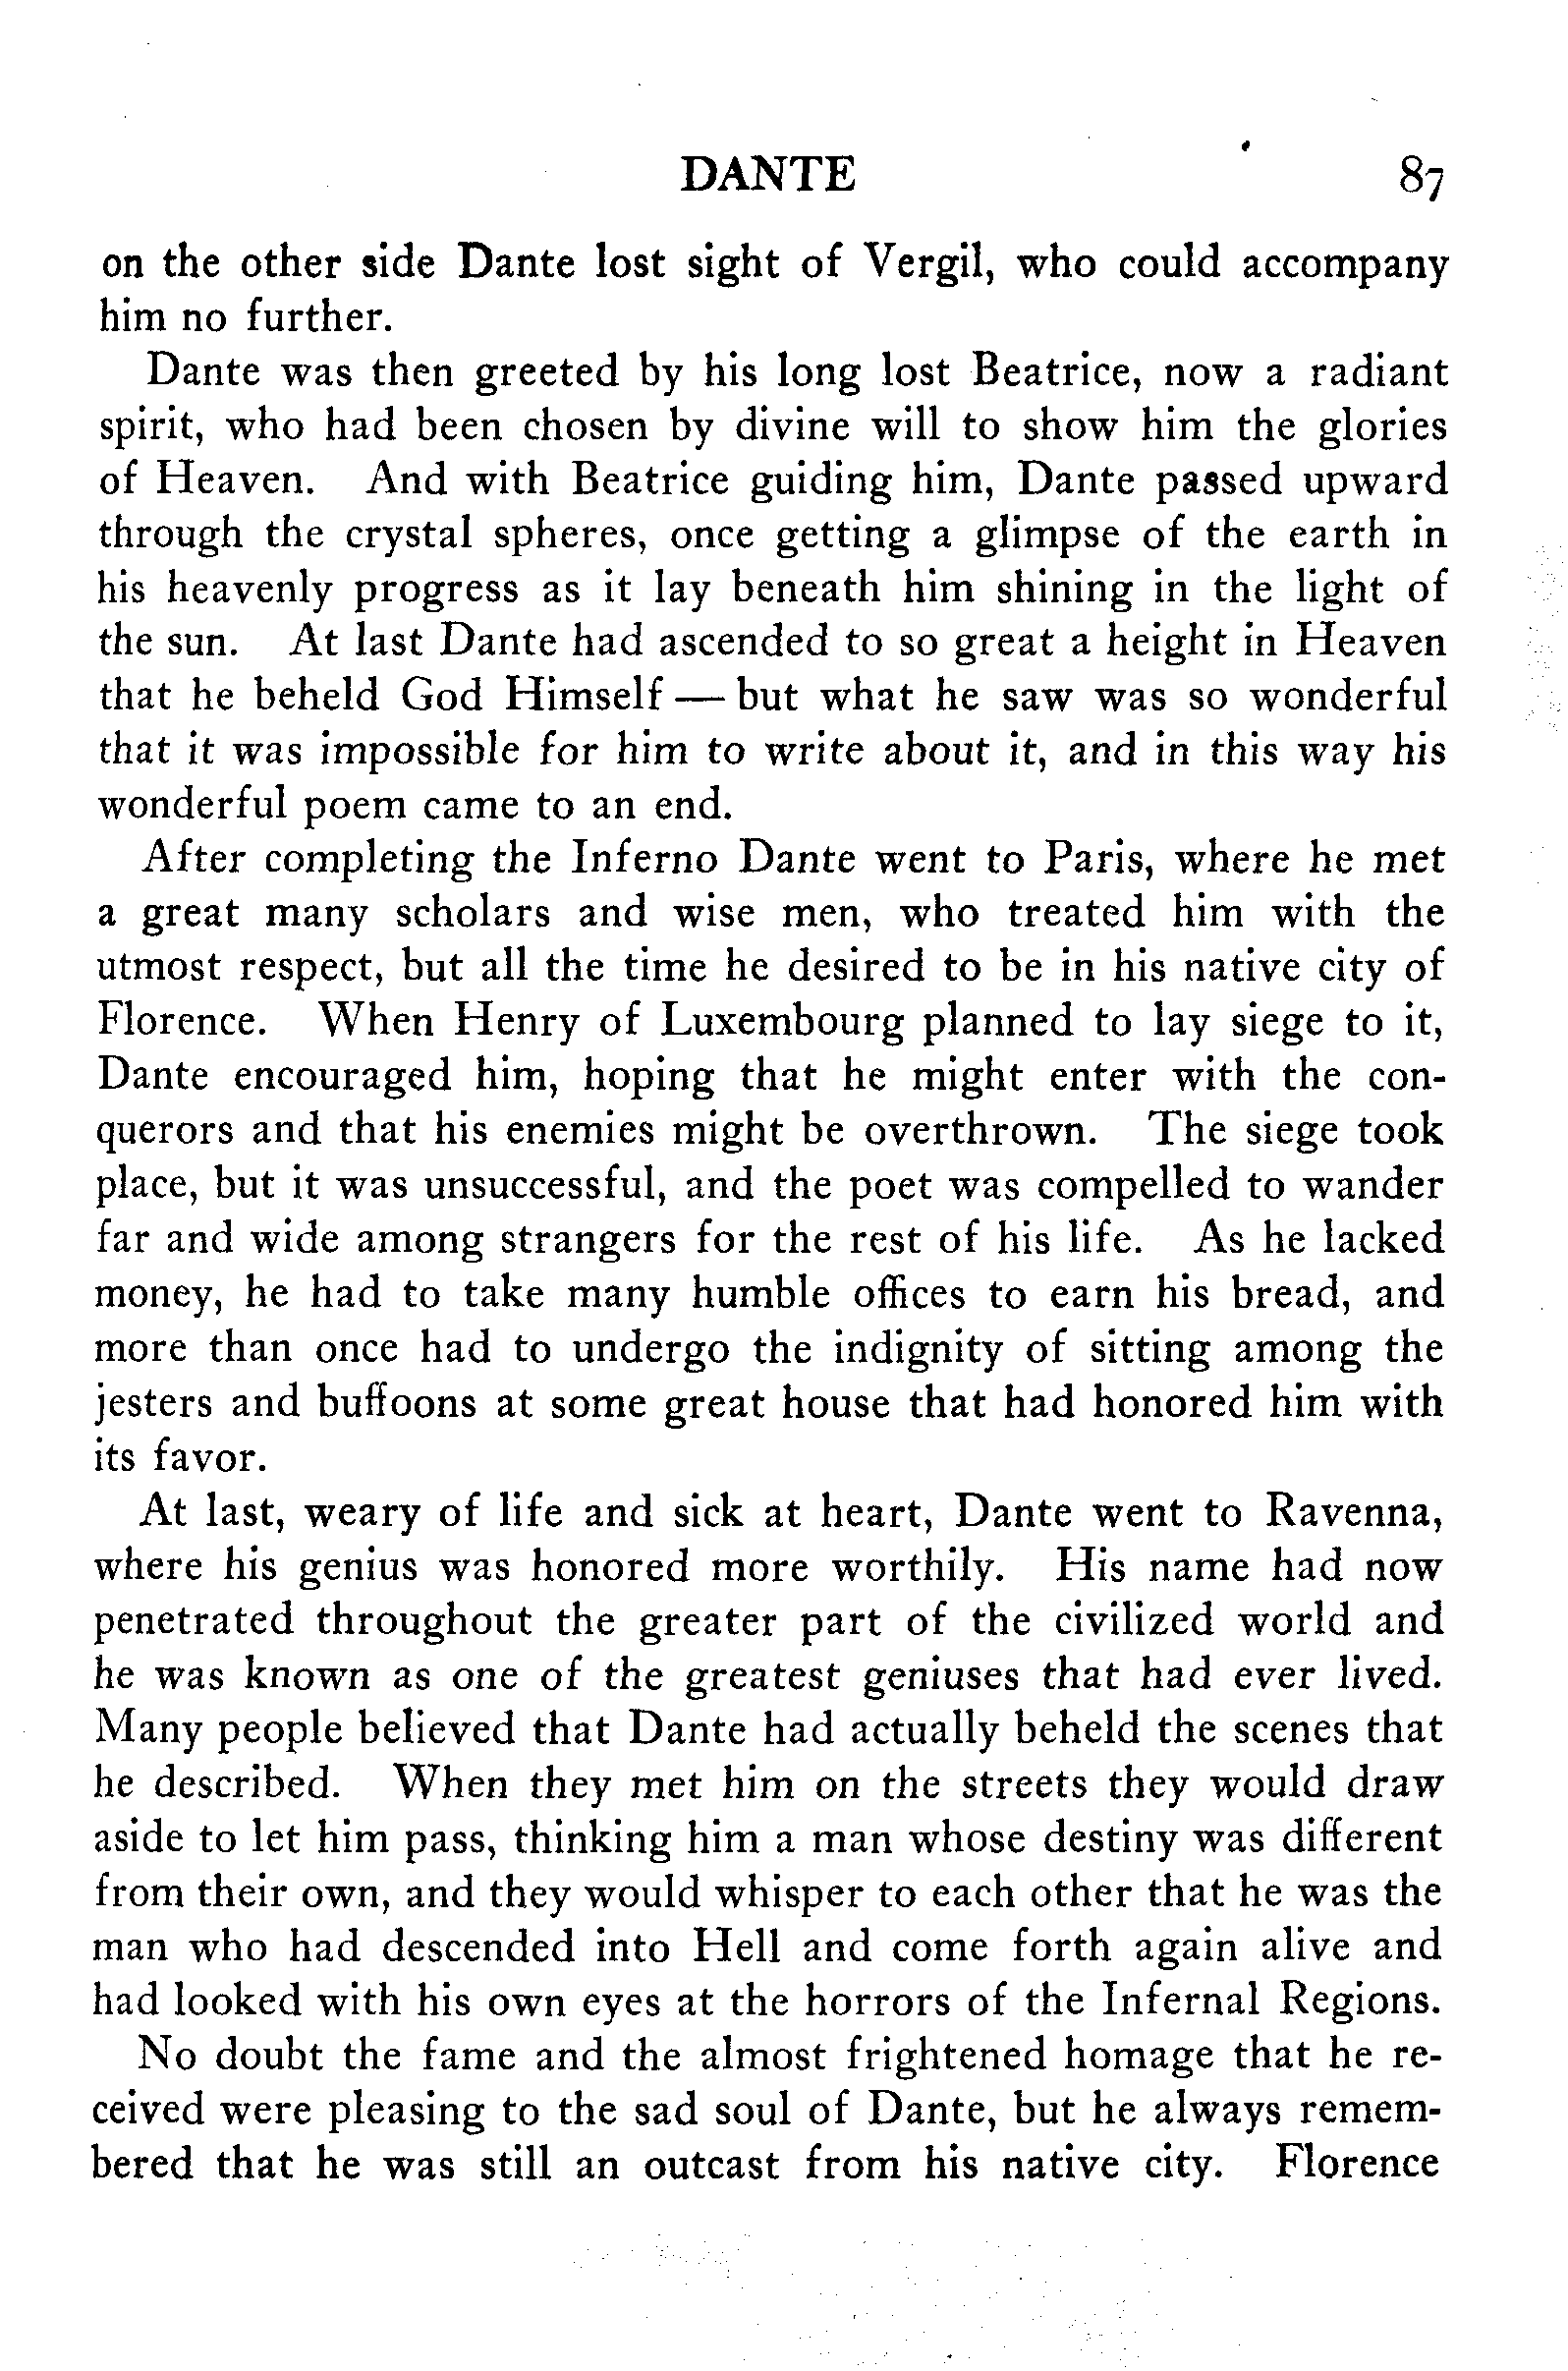 DANTE 87
on the other side Dante lost sight of Vergil, who could accompany
him no further.
Dante was then greeted by his long lost Beatrice, now a radiant
spirit, who had been chosen by divine will to show him the glories
of Heaven. And with Beatrice guiding him, Dante passed upward
through the crystal spheres, once getting a glimpse of the earth in
his heavenly progress as it lay beneath him shining in the light of
the sun. At last Dante had ascended to so great a height in Heaven
that he beheld God Himself — but what he saw was so wonderful
that it was impossible for him to write about it, and in this way his
wonderful poem came to an end.
After completing the Inferno Dante went to Paris, where he met
a great many scholars and wise men, who treated him with the
utmost respect, but all the time he desired to be in his native city of
Florence. When Henry of Luxembourg planned to lay siege to it,
Dante encouraged him, hoping that he might enter with the con-
querors and that his enemies might be overthrown. The siege took
place, but it was unsuccessful, and the poet was compelled to wander
far and wide among strangers for the rest of his life. As he lacked
money, he had to take many humble offices to earn his bread, and
more than once had to undergo the indignity of sitting among the
jesters and buffoons at some great house that had honored him with
its favor.
At last, weary of life and sick at heart, Dante went to Ravenna,
where his genius was honored more worthily. His name had now
penetrated throughout the greater part of the civilized world and
he was known as one of the greatest geniuses that had ever lived.
Many people believed that Dante had actually beheld the scenes that
he described. When they met him on the streets they would draw
aside to let him pass, thinking him a man whose destiny was different
from their own, and they would whisper to each other that he was the
man who had descended into Hell and come forth again alive and
had looked with his own eyes at the horrors of the Infernal Regions.
No doubt the fame and the almost frightened homage that he re-
ceived were pleasing to the sad soul of Dante, but he always remem-
bered that he was still an outcast from his native city. Florence